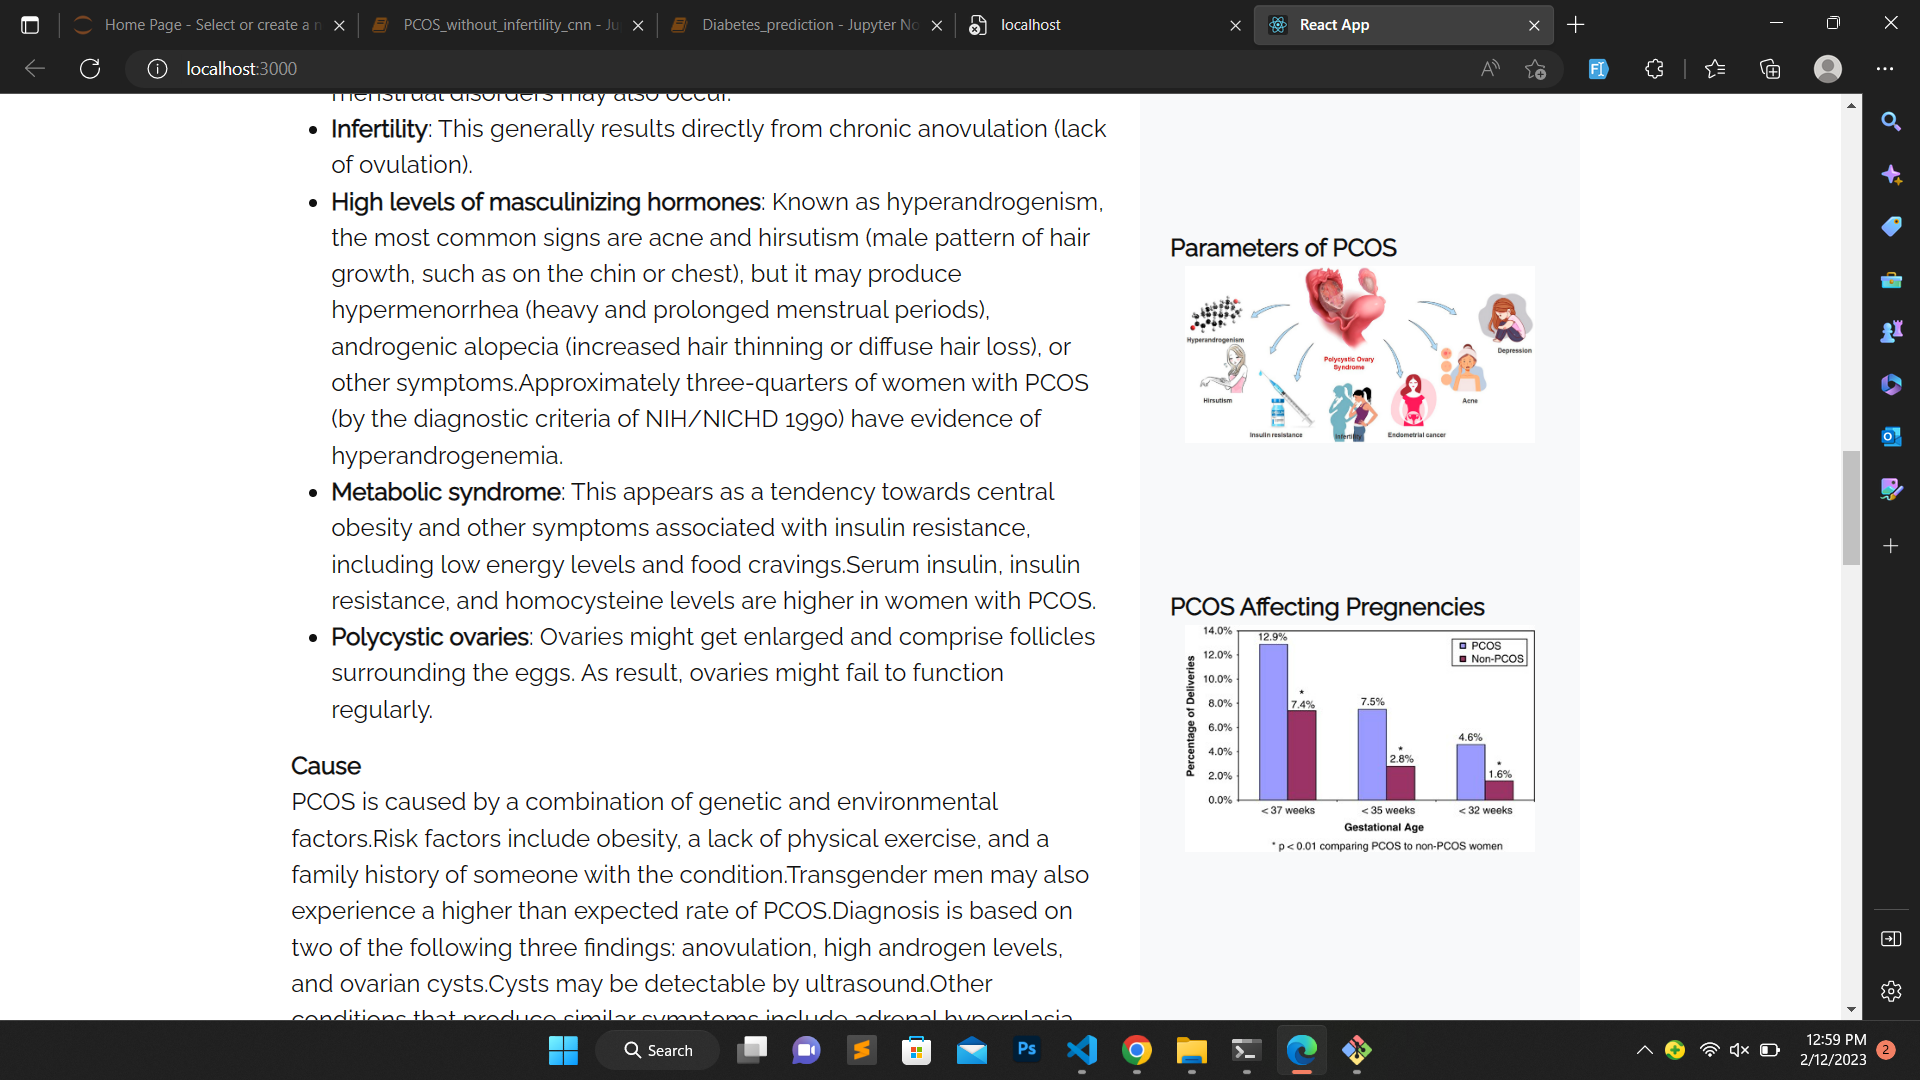 Home Page - Select or create a n
PCOS_without_infertility_cnn - Ju
Diabetes_prediction - Jupyter No
localhost
React App
localhost:3000
menstrual disorders may also occur.
• Infertility: This generally results directly from chronic anovulation (lack
of ovulation).
• High levels of masculinizing hormones: Known as hyperandrogenism,
the most common signs are acne and hirsutism (male pattern of hair
growth, such as on the chin or chest), but it may produce
hypermenorrhea (heavy and prolonged menstrual periods),
androgenic alopecia (increased hair thinning or diffuse hair loss), or
other symptoms.Approximately three-quarters of women with PCOS
(by the diagnostic criteria of NIH/NICHD 1990) have evidence of
hyperandrogenemia.
• Metabolic syndrome: This appears as a tendency towards central
obesity and other symptoms associated with insulin resistance,
including low energy levels and food cravings.Serum insulin, insulin
resistance, and homocysteine levels are higher in women with PCOS.
• Polycystic ovaries: Ovaries might get enlarged and comprise follicles
surrounding the eggs. As result, ovaries might fail to function
regularly.
Cause
PCOS is caused by a combination of genetic and environmental
factors.Risk factors include obesity, a lack of physical exercise, and a
family history of someone with the condition.Transgender men may also
experience a higher than expected rate of PCOS.Diagnosis is based on
two of the following three findings: anovulation, high androgen levels,
and ovarian cysts.Cysts may be detectable by ultrasound.Other
conditions that produce similar symptoms include adrenal hyperplasia,
Parameters of PCOS
Hyperandrogenism
Polycystic Ovary
Syndrome
Depression
Hirsutism
Acne
Insulin resistance
Infertility
Endometrial cancer
PCOS Affecting Pregnencies
Percentage of Deliveries
14.0%
12.0%
10.0%
8.0%
6.0%
4.0%
2.0%
0.0%
PCOS
Non-PCOS
12.9%
*
7.4%
7.5%
*
2.8%
4.6%
*
1.6%
< 37 weeks
< 35 weeks
< 32 weeks
Gestational Age
* p < 0.01 comparing PCOS to non-PCOS women
Search
Ps
12:59 PM
2/12/2023
2